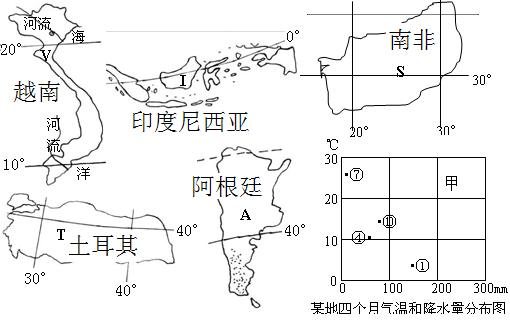 河流
海
20°
V
越南
河
流
10°
洋
0°
I
印度尼西亚
南非
S
30°
20°
30°
T
土耳其
40°
30°
40°
阿根廷
A
40°
℃
30
⑦
甲
20
⑩
10
④
①
0
0
100
200
300mm
某地四个月气温和降水量分布图